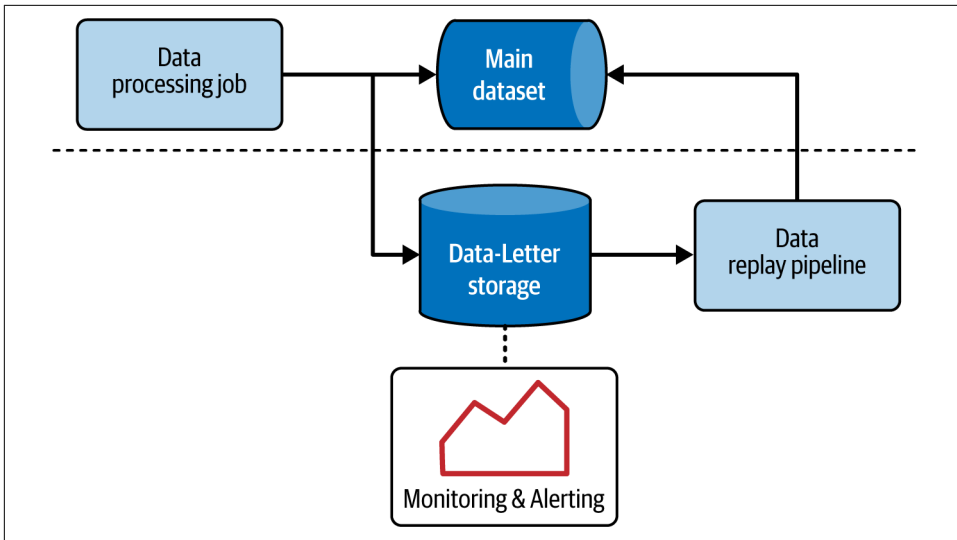 Data
processing job
Main
dataset
Data-Letter
storage
Data
replay pipeline
Monitoring & Alerting